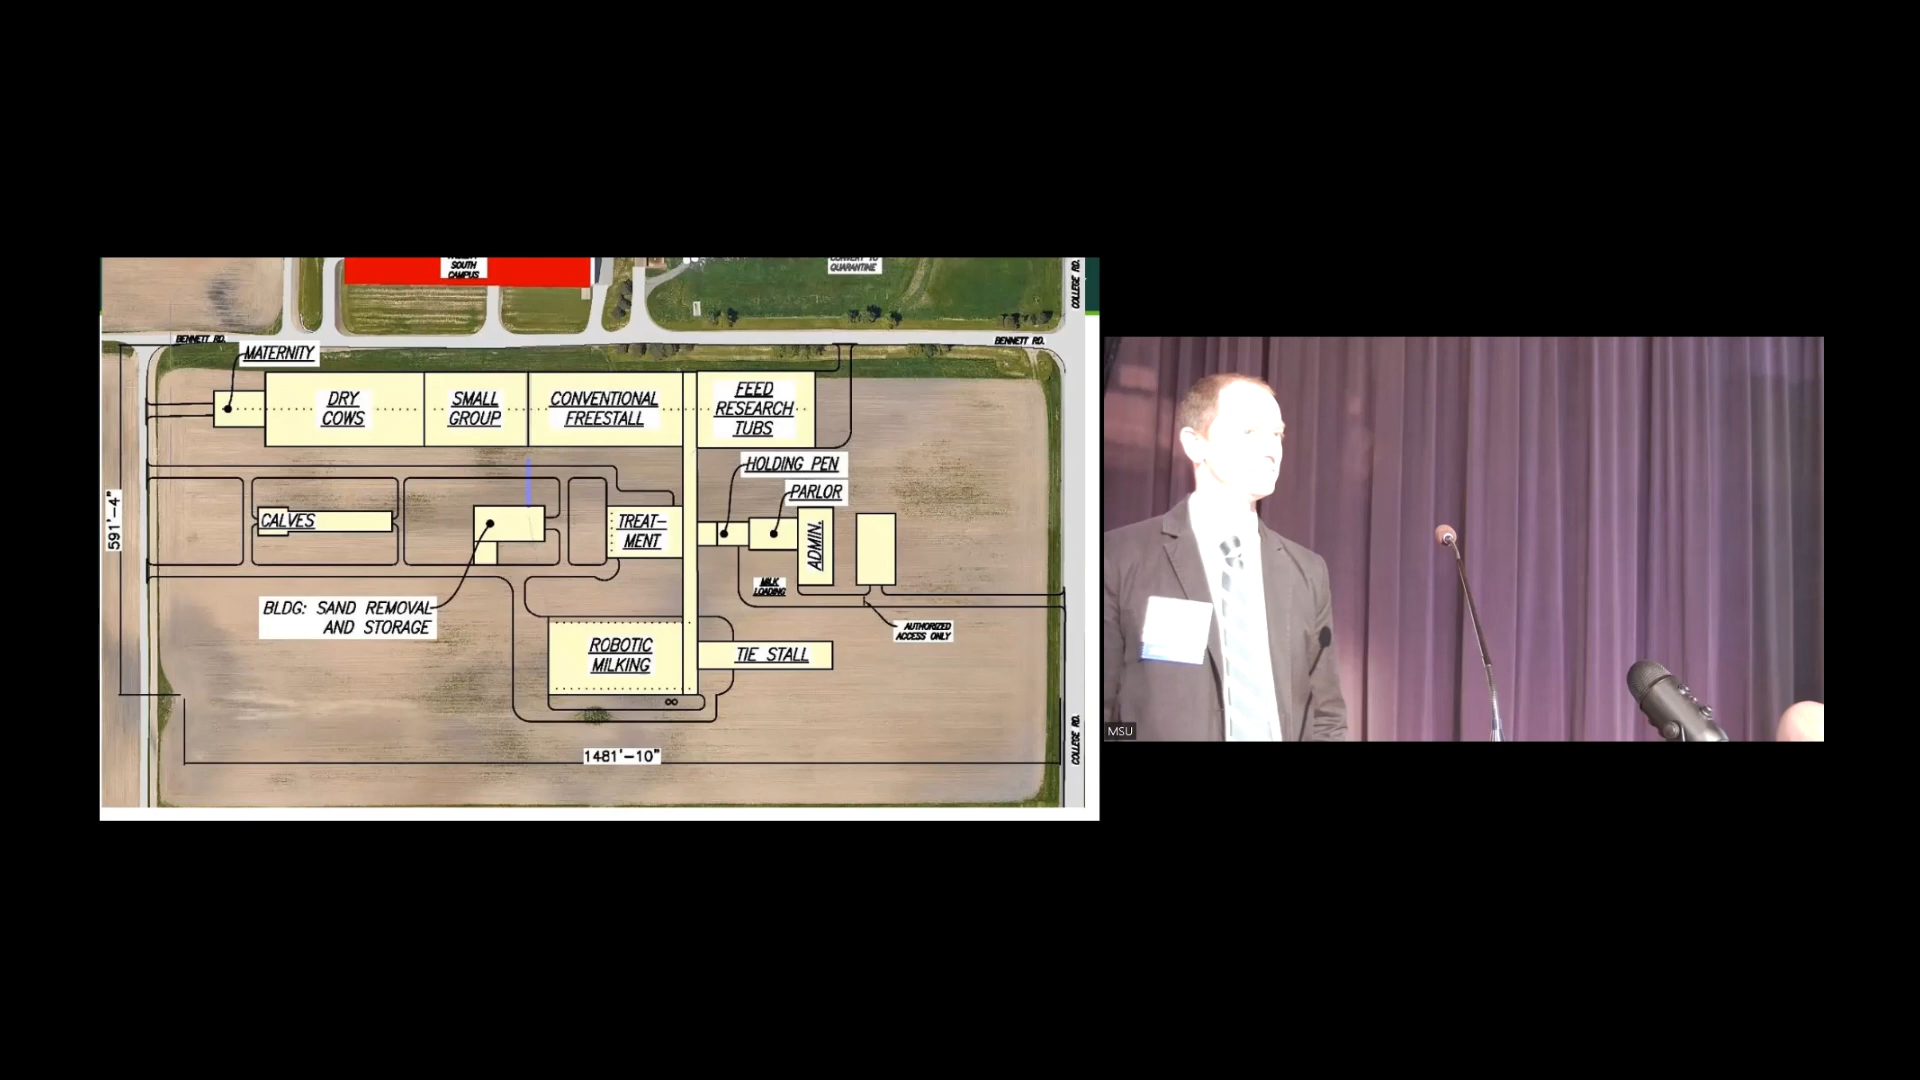 SOUTH
CAMPUS
QUARANTINE
COLLEGE RD.
BENNETT RD.
BENNETT RD.
MATERNITY
DRY
COWS
SMALL
GROUP
CONVENTIONAL
FREESTALL
FEED
RESEARCH
TUBS
HOLDING PEN
PARLOR
591'-4"
CALVES
TREAT-
MENT
ADMIN.
MILK
LOADING
BLDG: SAND REMOVAL
AND STORAGE
AUTHORIZED
ACCESS ONLY
ROBOTIC
MILKING
TIE STALL
COLLEGE RD.
1481'-10"
MSU